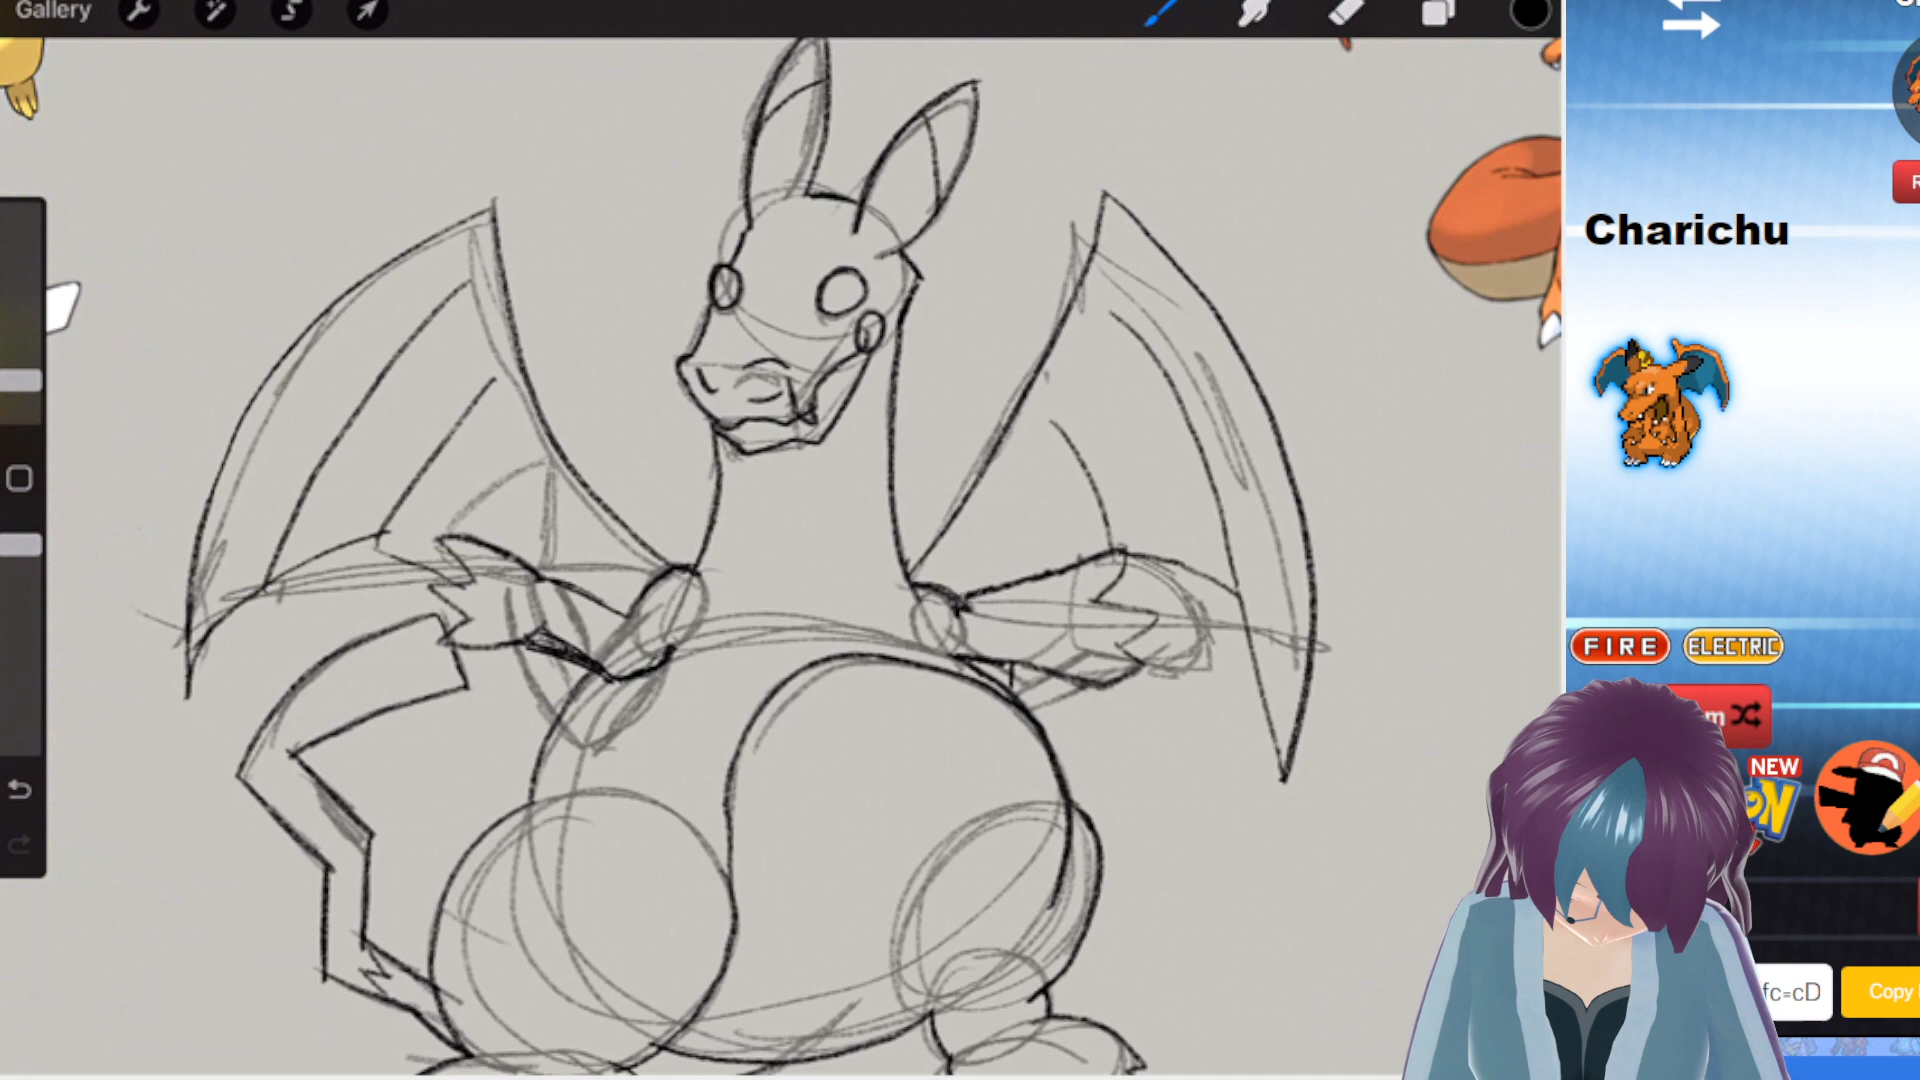 Gallery
Charichu
FIRE ELECTRIC
NEW
fc=cD
Copy